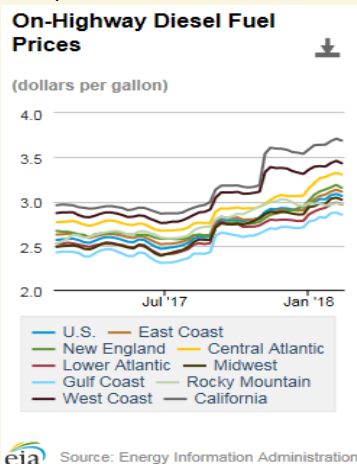 On-Highway Diesel Fuel
Prices
(dollars per gallon)
4.0
3.5
3.0
2.5
2.0
Jul '17 Jan '18
U.S. East Coast
New England Central Atlantic
Lower Atlantic Midwest
Gulf Coast Rocky Mountain
West Coast California
eia Source: Energy Information Administration